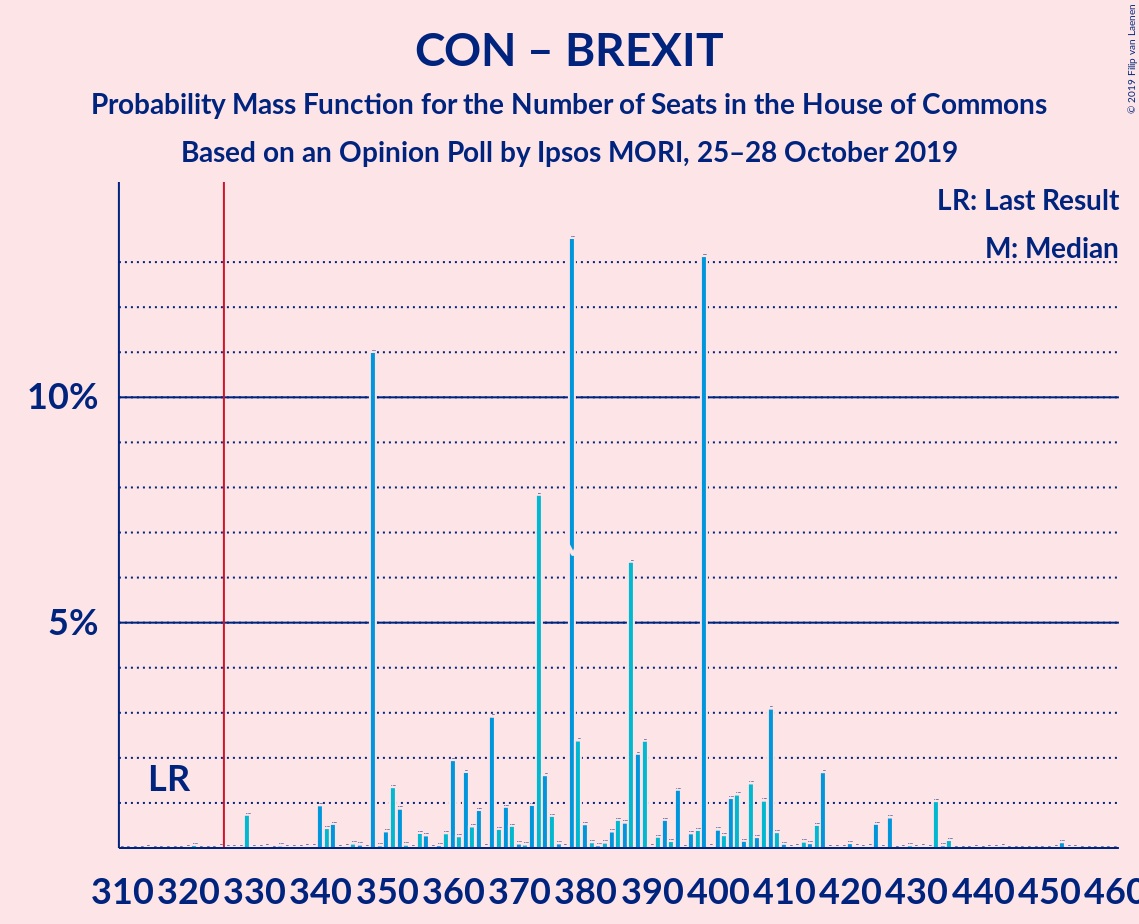 CON – BREXIT
Probability Mass Function for the Number of Seats in the House of Commons
Based on an Opinion Poll by Ipsos MORI, 25–28 October 2019
© 2019 Filip van Laenen
LR: Last Result
M: Median
10%
5%
LR
310 320 330 340 350 360 370 380 390 400 410 420 430 440 450 460